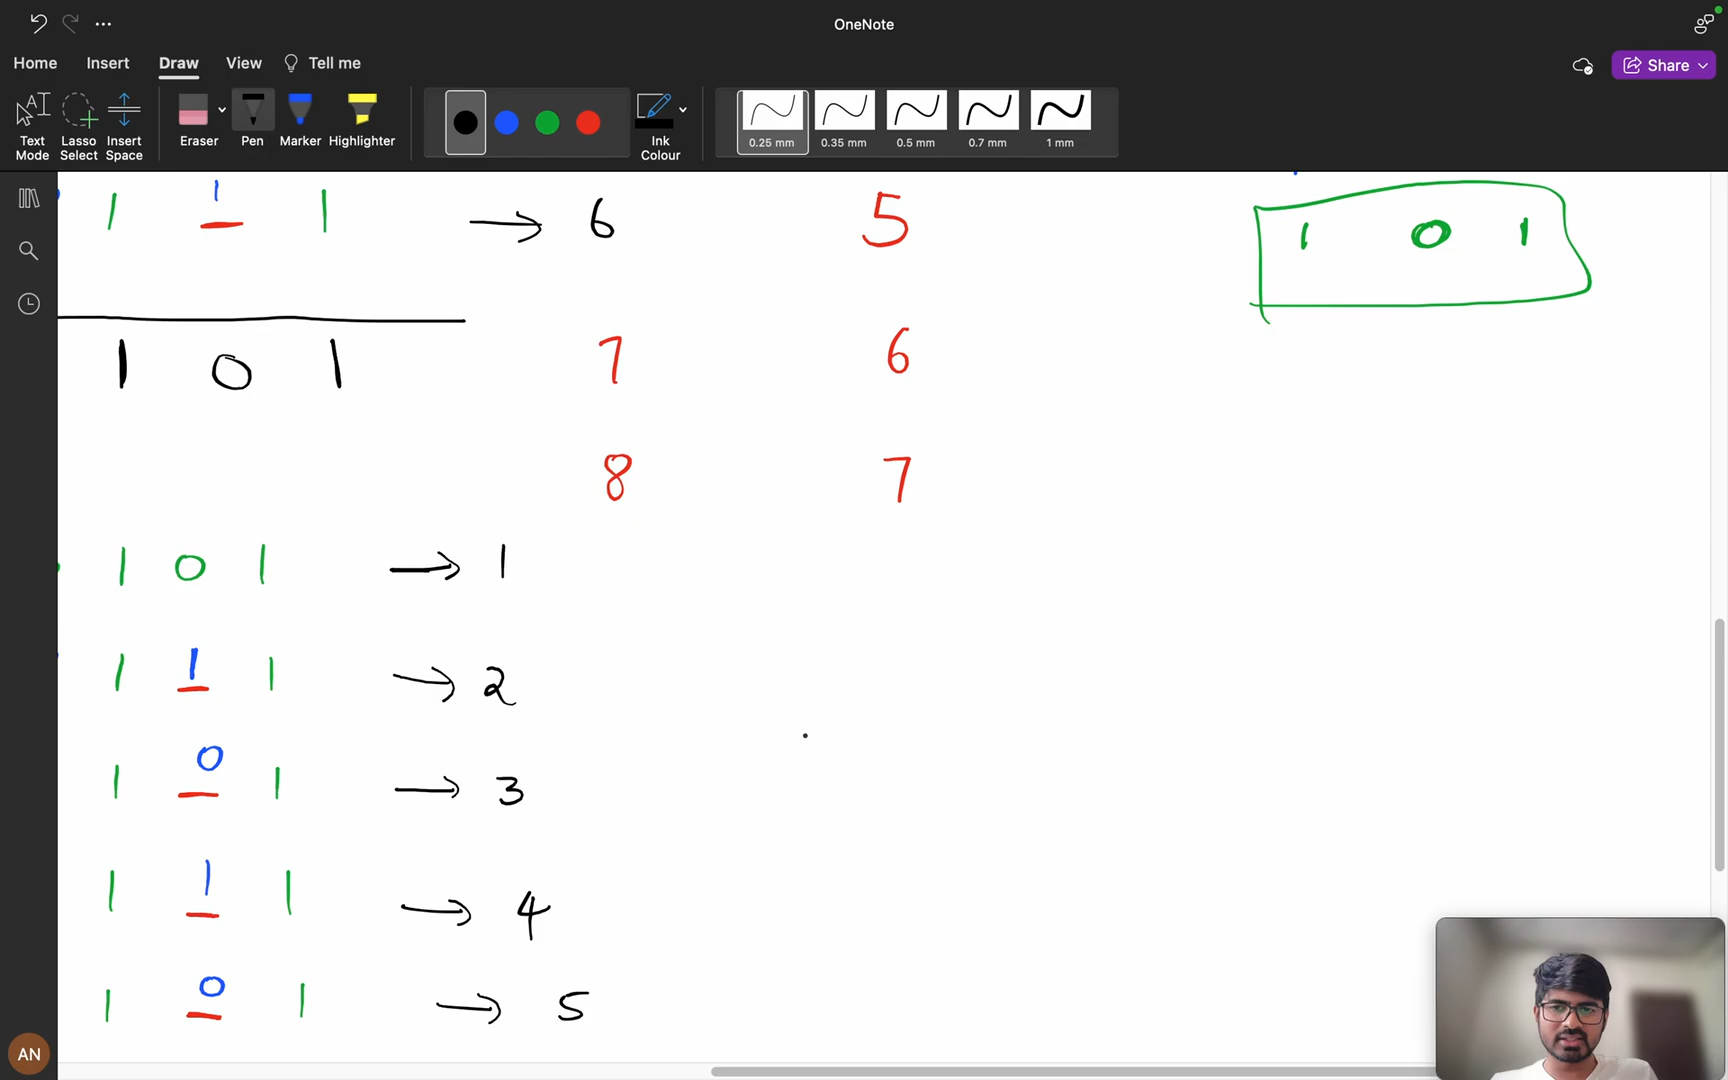 OneNote
Home Insert Draw View Tell me
Share
Text Mode
Lasso Select
Insert Space
Eraser
Pen
Marker
Highlighter
Ink Colour
0.25 mm
0.35 mm
0.5 mm
0.7 mm
1 mm
1 1 1 → 6 5
1 0 1
1 0 1 7 6
8 7
1 0 1 → 1
1 1 1 → 2
1 0 1 → 3
1 1 1 → 4
1 0 1 → 5
AN